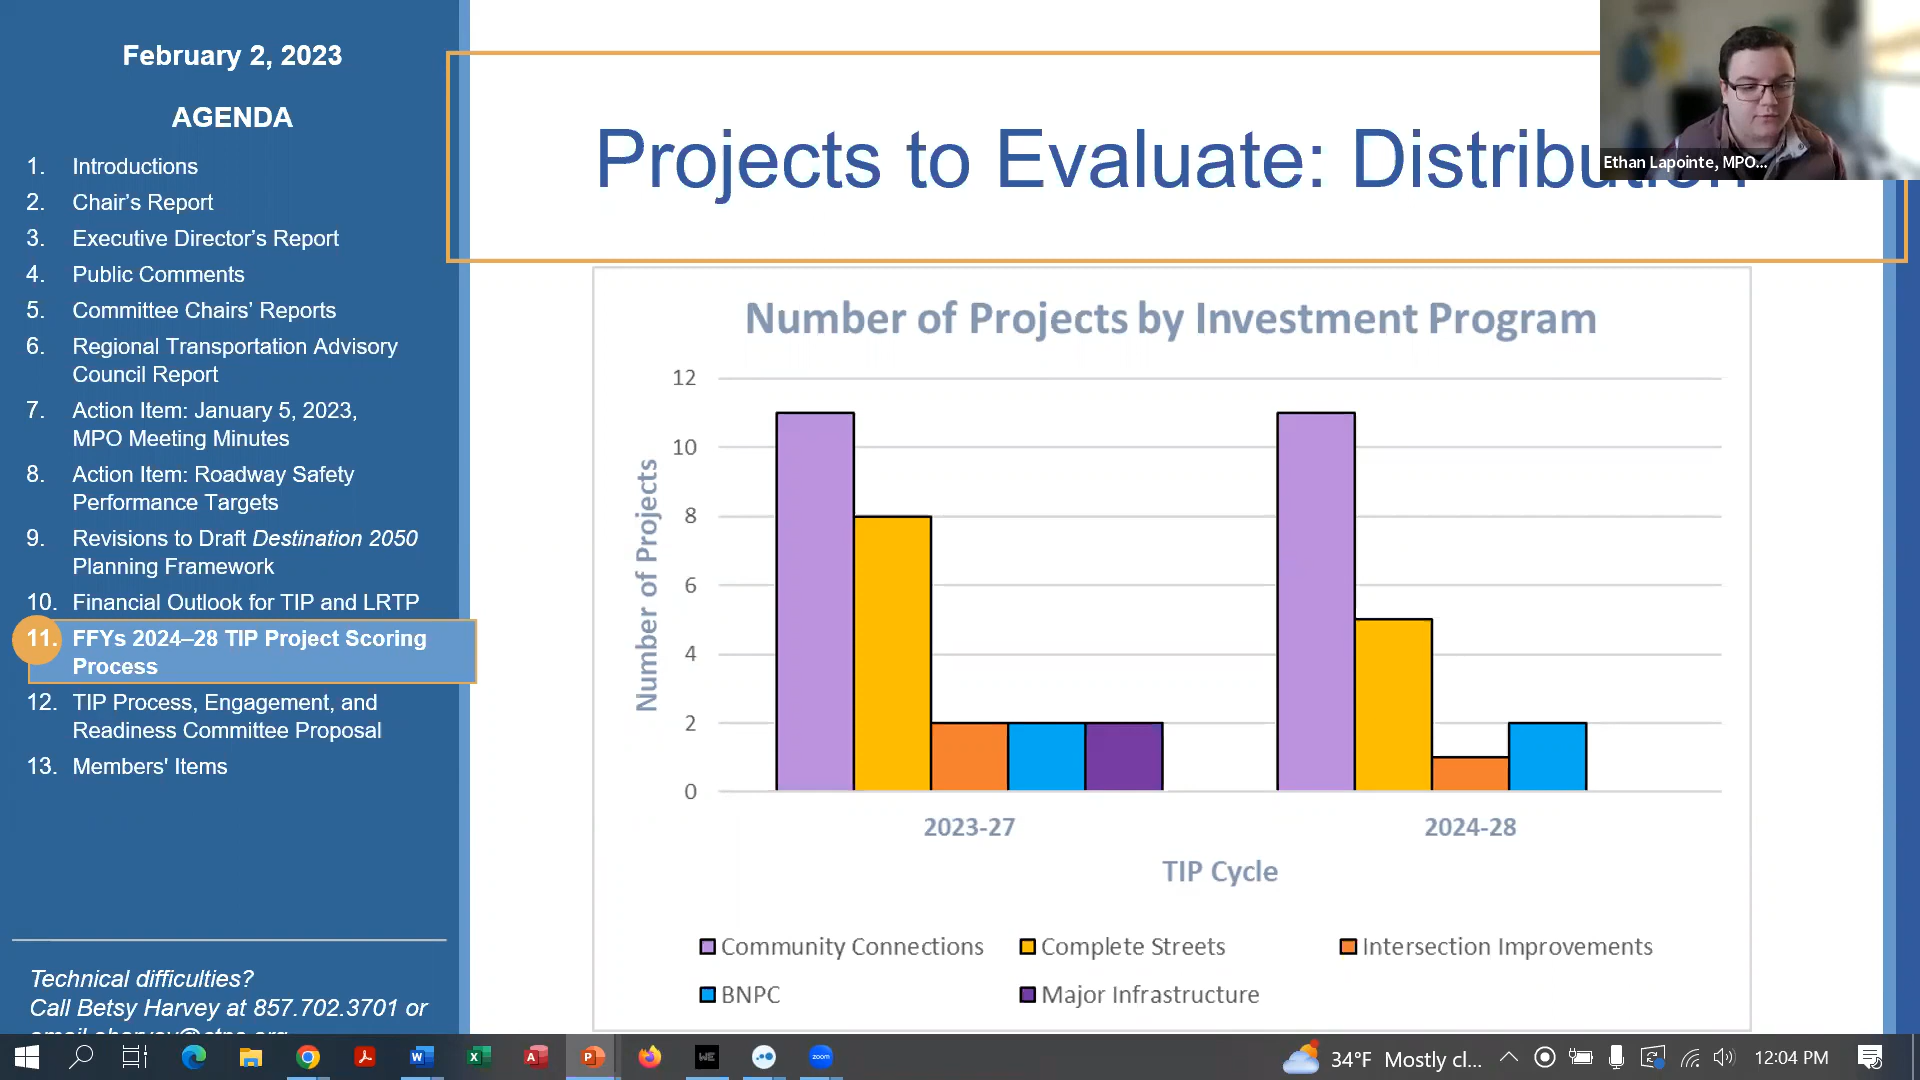 February 2, 2023
AGENDA
1. Introductions
2. Chair’s Report
3. Executive Director’s Report
4. Public Comments
5. Committee Chairs’ Reports
6. Regional Transportation Advisory
Council Report
7. Action Item: January 5, 2023,
MPO Meeting Minutes
8. Action Item: Roadway Safety
Performance Targets
9. Revisions to Draft Destination 2050
Planning Framework
10. Financial Outlook for TIP and LRTP
11. FFYs 2024–28 TIP Project Scoring
Process
12. TIP Process, Engagement, and
Readiness Committee Proposal
13. Members' Items
Technical difficulties?
Call Betsy Harvey at 857.702.3701 or
Projects to Evaluate: Distribution
Ethan Lapointe, MPO...
Number of Projects by Investment Program
Number of Projects
12
10
8
6
4
2
0
2023-27 2024-28
TIP Cycle
Community Connections Complete Streets Intersection Improvements
BNPC Major Infrastructure
34°F Mostly cl... 12:04 PM